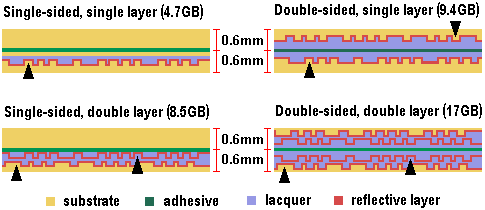 Single-sided, single layer (4.7GB)
Double-sided, single layer (9.4GB)
0.6mm
0.6mm
Single-sided, double layer (8.5GB)
Double-sided, double layer (17GB)
0.6mm
0.6mm
substrate
adhesive
lacquer
reflective layer